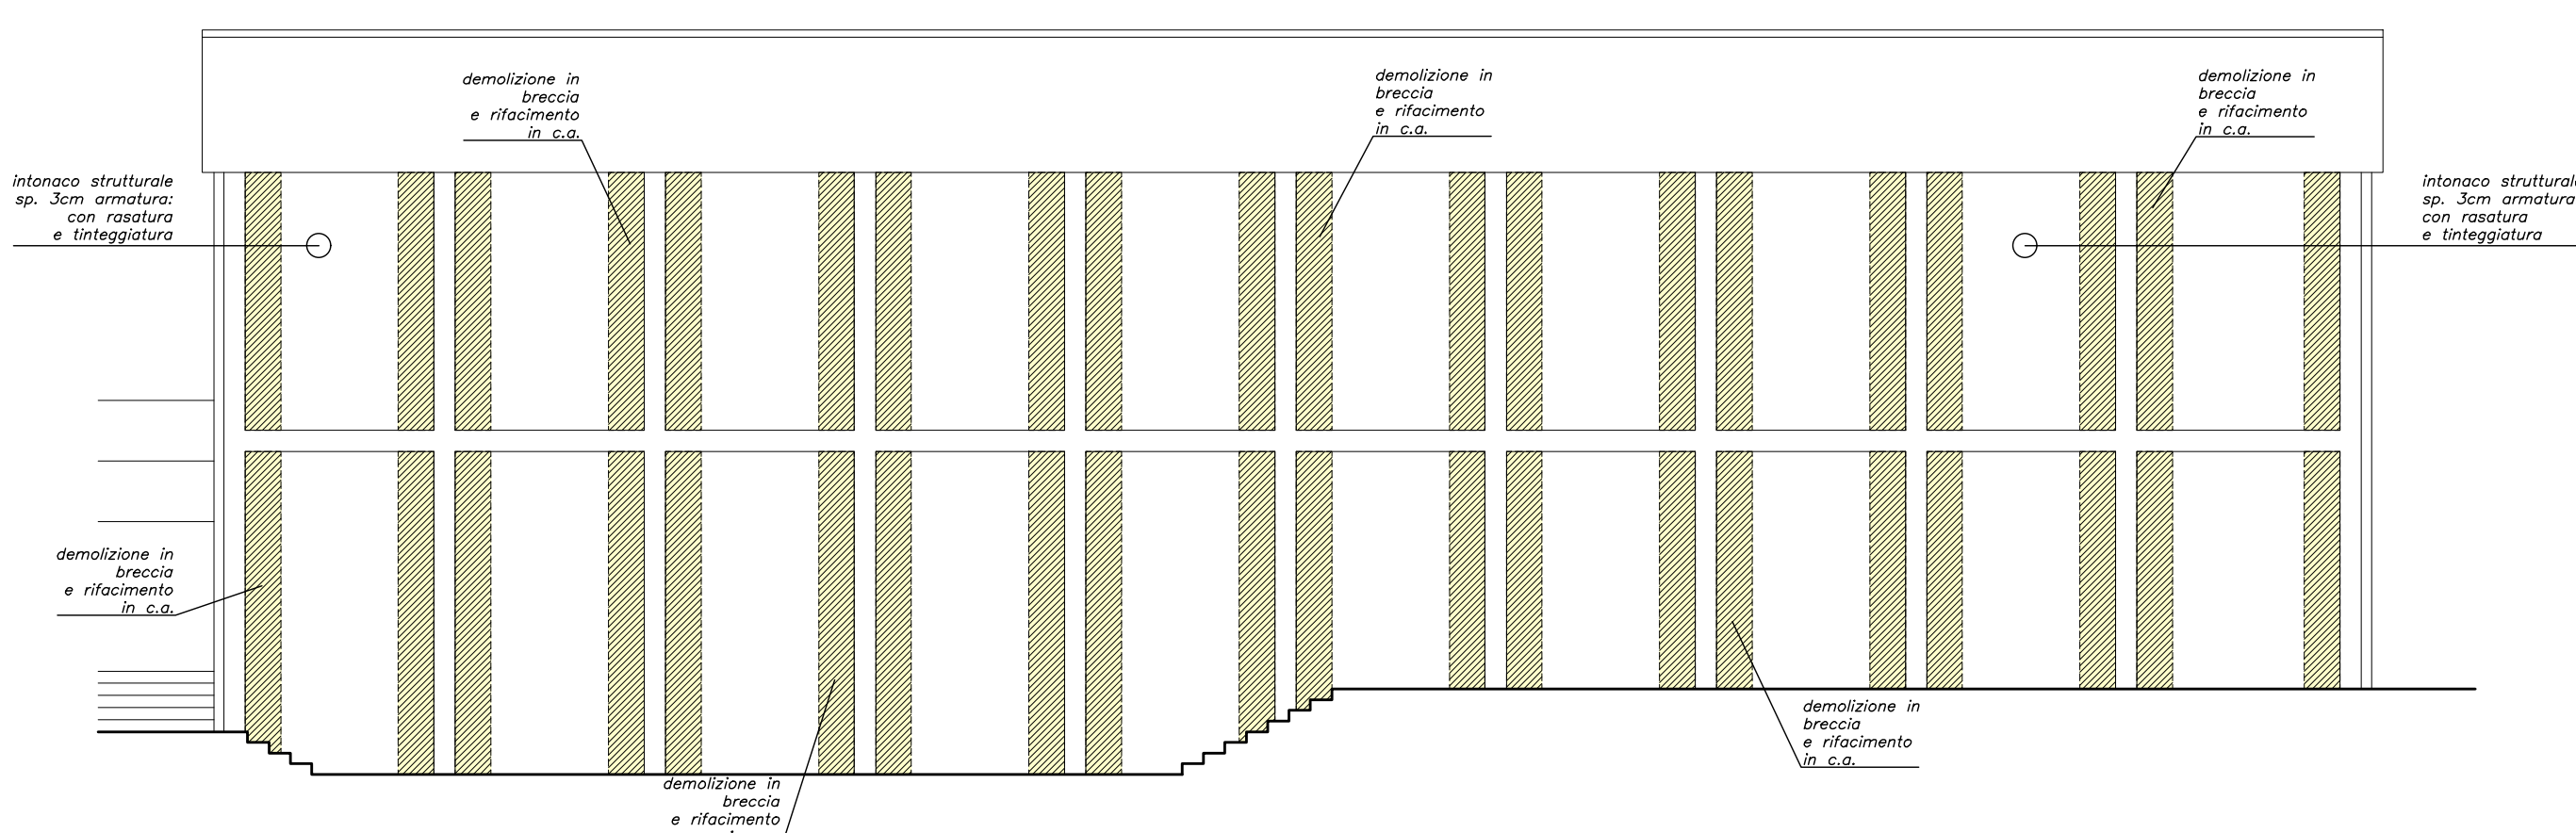 demolizione in
breccia
e rifacimento
in c.a.
demolizione in
breccia
e rifacimento
in c.a.
demolizione in
breccia
e rifacimento
in c.a.
intonaco strutturale
sp. 3cm armatura:
con rasatura
e tinteggiatura
intonaco strutturale
sp. 3cm armatura
con rasatura
e tinteggiatura
demolizione in
breccia
e rifacimento
in c.a.
demolizione in
breccia
e rifacimento
in c.a.
demolizione in
breccia
e rifacimento